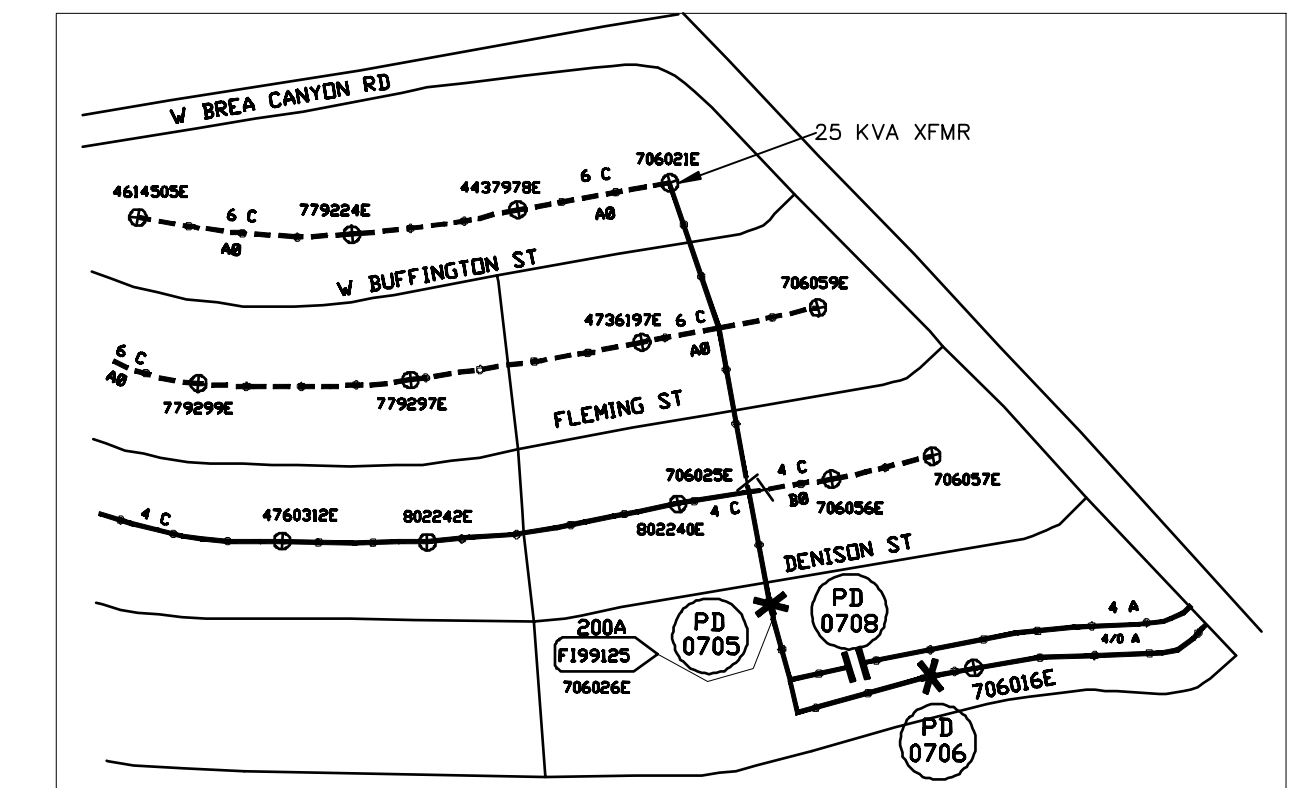 W BREA CANYON RD
25 KVA XFMR
706021E
6 C
A0
4437978E
4614505E
779224E
6 C
A0
W BUFFINGTON ST
706059E
4736197E
6 C
A0
6 C
A0
779299E
779297E
FLEMING ST
706025E
4 C
B0
706056E
706057E
4 C
802240E
4 C
4760312E
802242E
DENISON ST
PD
0708
PD
0705
200A
FI99125
706026E
4 A
4/0 A
706016E
PD
0706